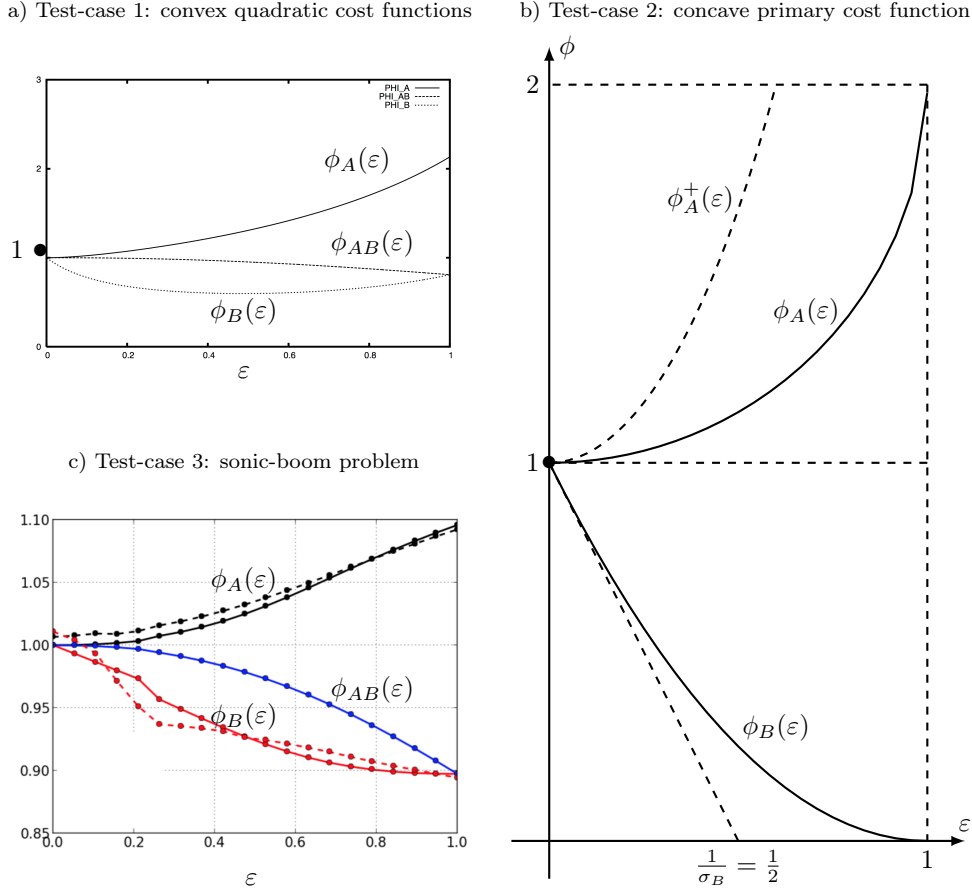 a) Test-case 1: convex quadratic cost functions
3
PHI_A
PHI_AB
PHI_B
ϕ_A(ε)
2
ϕ_AB(ε)
1
ϕ_B(ε)
0
0 0.2 0.4 0.6 0.8 1
ε
b) Test-case 2: concave primary cost function
ϕ
2
ϕ_A^+(ε)
ϕ_A(ε)
1
ϕ_B(ε)
ε
1/σ_B = 1/2
1
c) Test-case 3: sonic-boom problem
1.10
ϕ_A(ε)
1.05
1.00
ϕ_AB(ε)
0.95
ϕ_B(ε)
0.90
0.85
0.0 0.2 0.4 0.6 0.8 1.0
ε